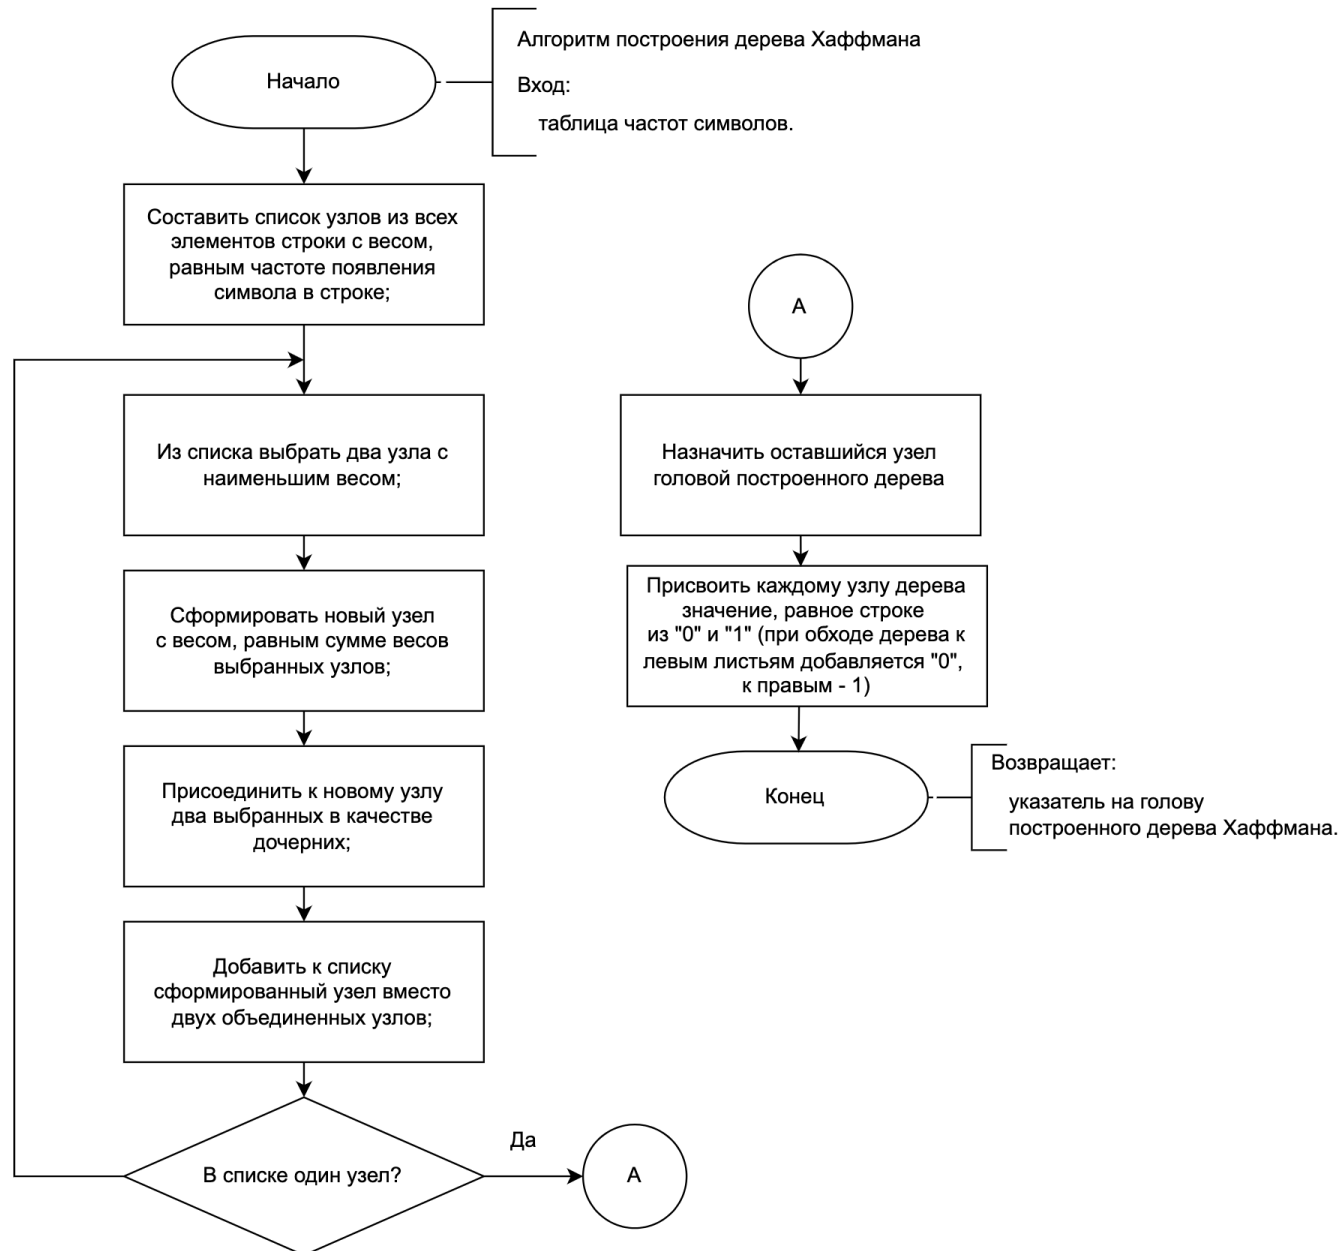 Начало
Алгоритм построения дерева Хаффмана
Вход:
таблица частот символов.
Составить список узлов из всех
элементов строки с весом,
равным частоте появления
символа в строке;
Из списка выбрать два узла с
наименьшим весом;
Сформировать новый узел
с весом, равным сумме весов
выбранных узлов;
Присоединить к новому узлу
два выбранных в качестве
дочерних;
Добавить к списку
сформированный узел вместо
двух объединенных узлов;
В списке один узел?
Да
А
А
Назначить оставшийся узел
головой построенного дерева
Присвоить каждому узлу дерева
значение, равное строке
из "0" и "1" (при обходе дерева к
левым листьям добавляется "0",
к правым - 1)
Конец
Возвращает:
указатель на голову
построенного дерева Хаффмана.